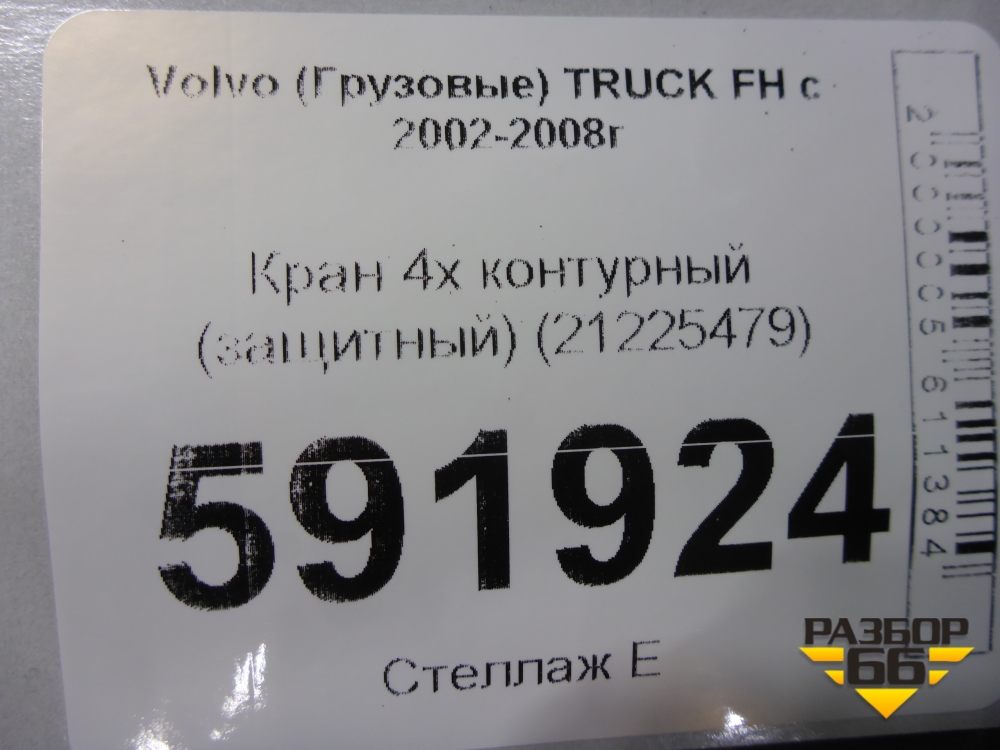 Volvo (Грузовые) TRUCK FH с
2002-2008г
Кран 4х контурный
(защитный) (21225479)
591924
Стеллаж Е
2000005611384
РАЗБОР
66